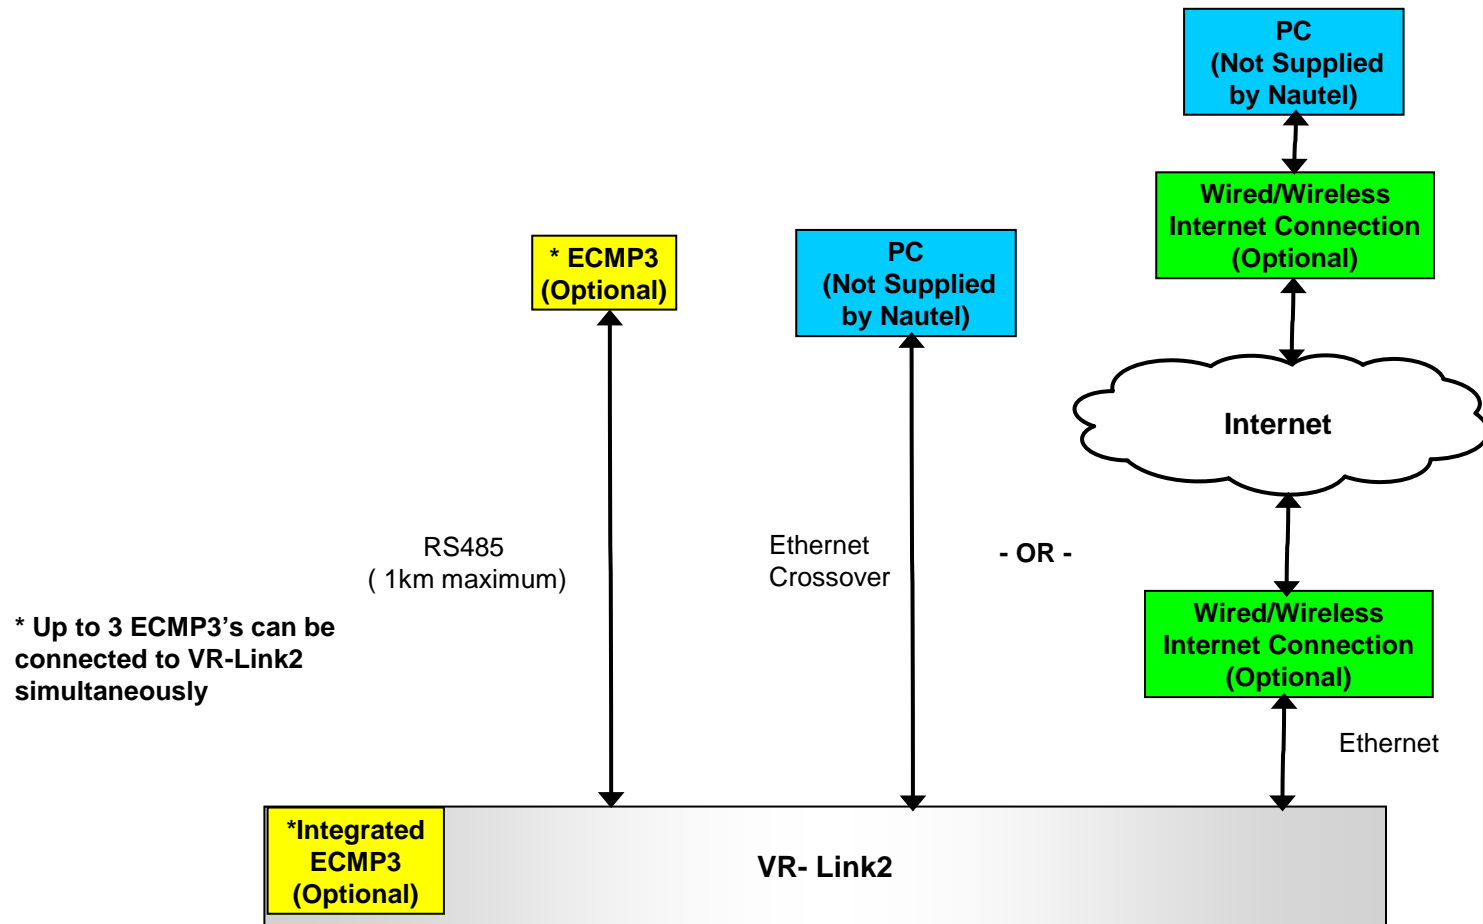 PC
(Not Supplied
by Nautel)
Wired/Wireless
Internet Connection
(Optional)
* ECMP3
(Optional)
PC
(Not Supplied
by Nautel)
Internet
RS485
( 1km maximum)
Ethernet
Crossover
- OR -
Wired/Wireless
Internet Connection
(Optional)
* Up to 3 ECMP3's can be
connected to VR-Link2
simultaneously
Ethernet
*Integrated
ECMP3
(Optional)
VR- Link2